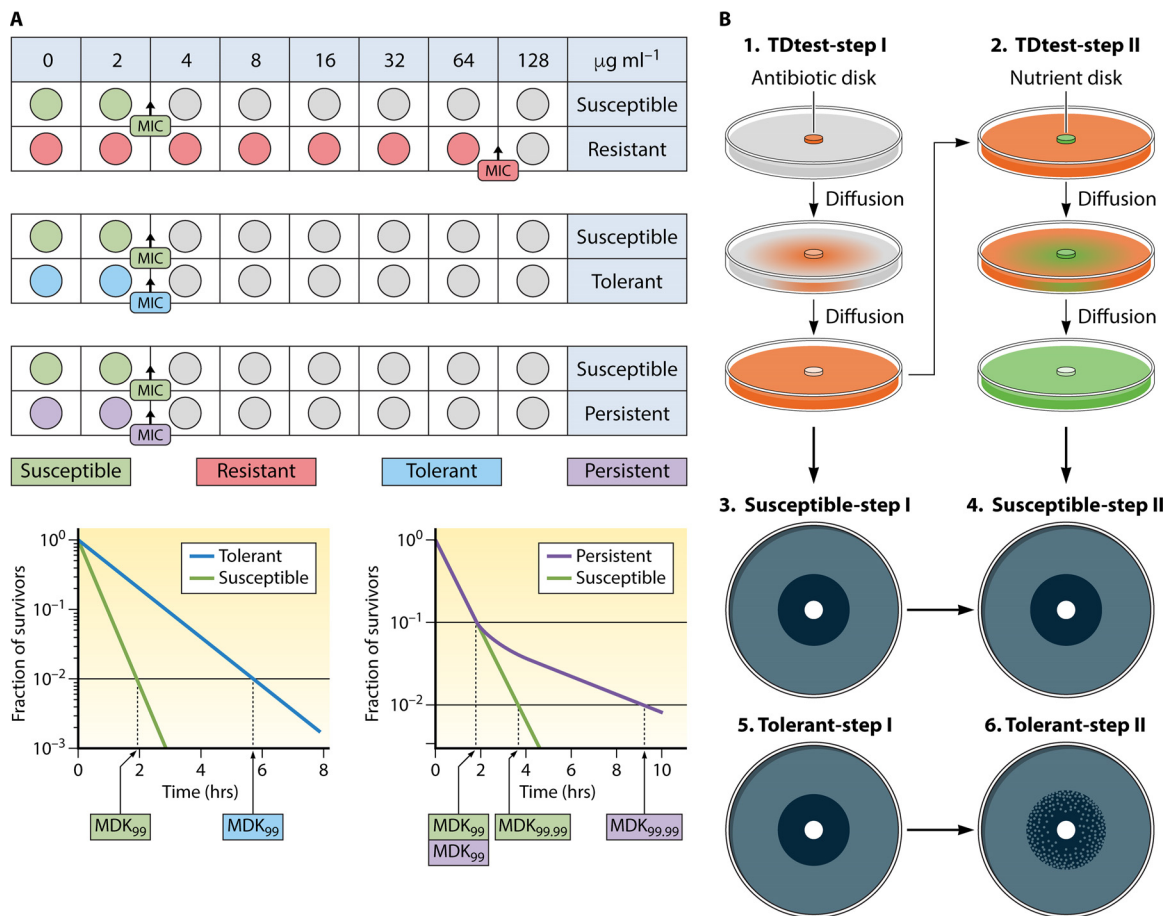 A
0 2 4 8 16 32 64 128 μg ml⁻¹
Susceptible
MIC
Resistant
MIC
Susceptible
MIC
Tolerant
MIC
Susceptible
MIC
Persistent
MIC
Susceptible Resistant Tolerant Persistent
Fraction of survivors
10⁰
10⁻¹
10⁻²
10⁻³
Tolerant
Susceptible
0 2 4 6 8
Time (hrs)
MDK₉₉ MDK₉₉
Fraction of survivors
10⁰
10⁻¹
10⁻²
Persistent
Susceptible
0 2 4 6 8 10
Time (hrs)
MDK₉₉ MDK₉₉.₉₉ MDK₉₉.₉₉
MDK₉₉
B
1. TDtest-step I
Antibiotic disk
Diffusion
Diffusion
2. TDtest-step II
Nutrient disk
Diffusion
Diffusion
3. Susceptible-step I
4. Susceptible-step II
5. Tolerant-step I
6. Tolerant-step II